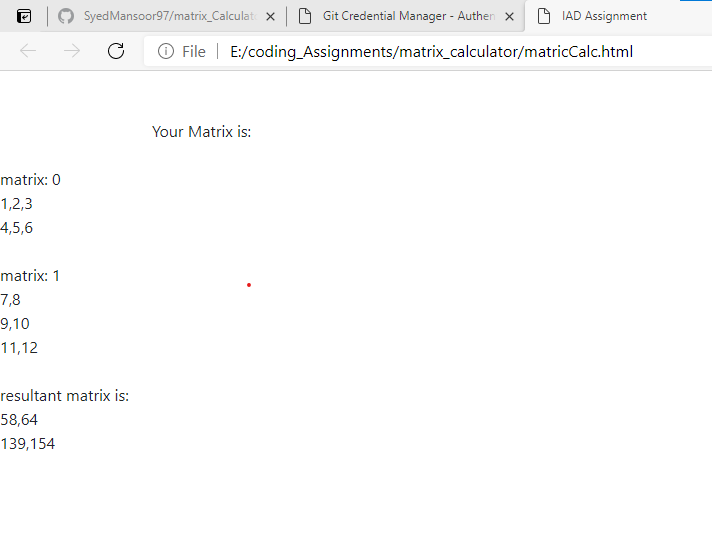 SyedMansoor97/matrix_Calculat
Git Credential Manager - Authen
IAD Assignment
File
E:/coding_Assignments/matrix_calculator/matricCalc.html
Your Matrix is:
matrix: 0
1,2,3
4,5,6
matrix: 1
7,8
9,10
11,12
resultant matrix is:
58,64
139,154